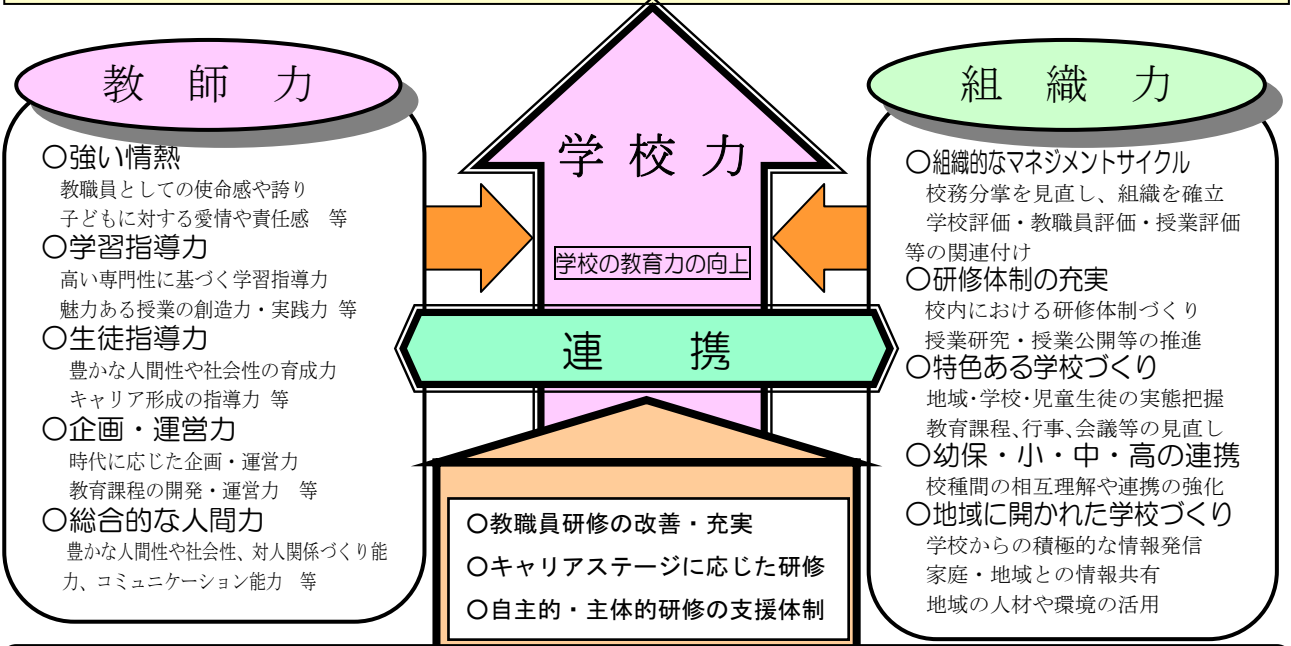 教 師 力
〇強い情熱
教職員としての使命感や誇り
子どもに対する愛情や責任感 等
〇学習指導力
高い専門性に基づく学習指導力
魅力ある授業の創造力・実践力 等
〇生徒指導力
豊かな人間性や社会性の育成力
キャリア形成の指導力 等
〇企画・運営力
時代に応じた企画・運営力
教育課程の開発・運営力 等
〇総合的な人間力
豊かな人間性や社会性、対人関係づくり能
力、コミュニケーション能力 等
学 校 力
学校の教育力の向上
連 携
〇教職員研修の改善・充実
〇キャリアステージに応じた研修
〇自主的・主体的研修の支援体制
組 織 力
〇組織的なマネジメントサイクル
校務分掌を見直し、組織を確立
学校評価・教職員評価・授業評価
等の関連付け
〇研修体制の充実
校内における研修体制づくり
授業研究・授業公開等の推進
〇特色ある学校づくり
地域・学校・児童生徒の実態把握
教育課程、行事、会議等の見直し
〇幼保・小・中・高の連携
校種間の相互理解や連携の強化
〇地域に開かれた学校づくり
学校からの積極的な情報発信
家庭・地域との情報共有
地域の人材や環境の活用